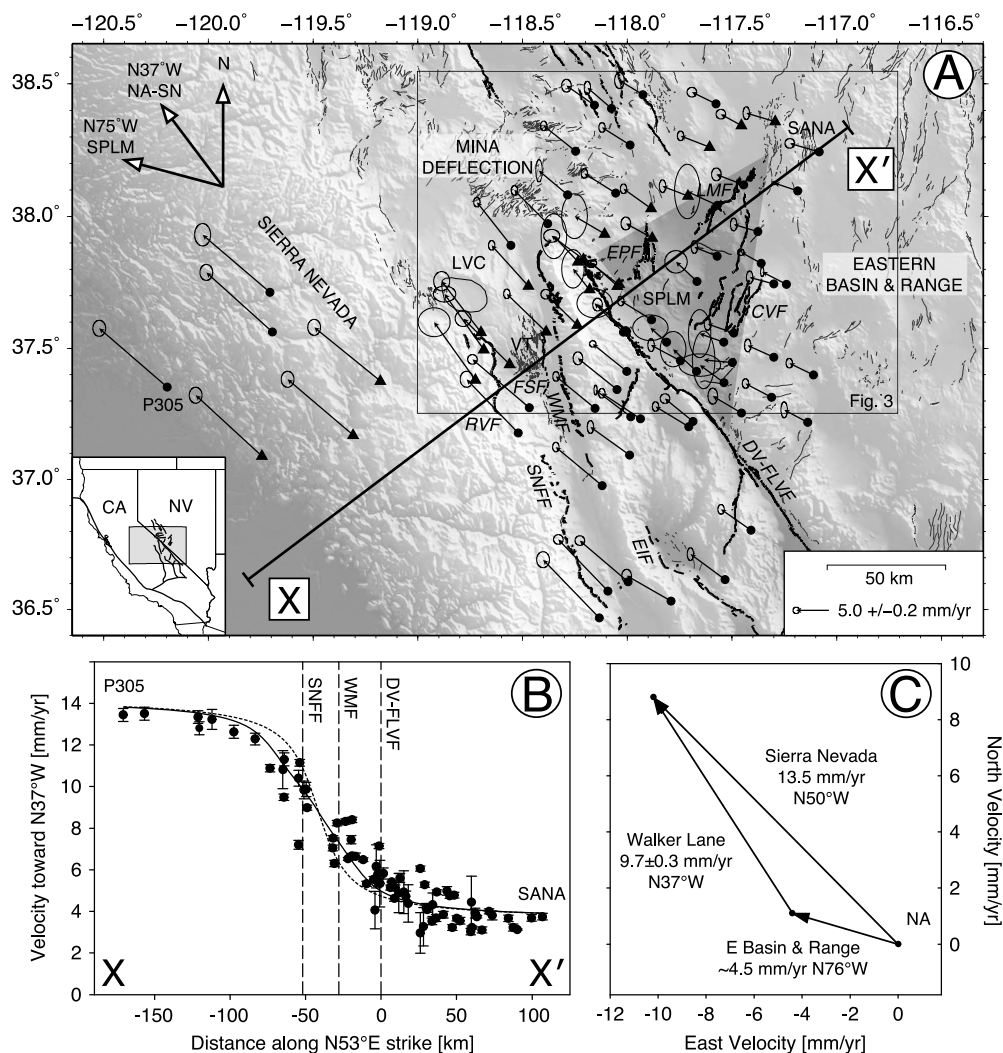 -120.5° -120.0° -119.5° -119.0° -118.5° -118.0° -117.5° -117.0° -116.5°
38.5°
38.0°
37.5°
37.0°
36.5°
A
N37°W
NA-SN
N
N75°W
SPLM
MINA
DEFLECTION
SANA
X'
LMF
SIERRA NEVADA
LVC
EPF
EASTERN
BASIN & RANGE
SPLM
CVF
VT
P305
FSF
WMF
Fig. 3
RVF
SNFF
DV-FLVF
EIF
CA
NV
X
50 km
5.0 +/−0.2 mm/yr
B
P305
SNFF
WMF
DV-FLVF
SANA
X
X'
Velocity toward N37°W [mm/yr]
14
12
10
8
6
4
2
0
-150 -100 -50 0 50 100
Distance along N53°E strike [km]
C
Sierra Nevada
13.5 mm/yr
N50°W
Walker Lane
9.7±0.3 mm/yr
N37°W
NA
E Basin & Range
~4.5 mm/yr N76°W
10
8
6
4
2
0
North Velocity [mm/yr]
-12 -10 -8 -6 -4 -2 0
East Velocity [mm/yr]